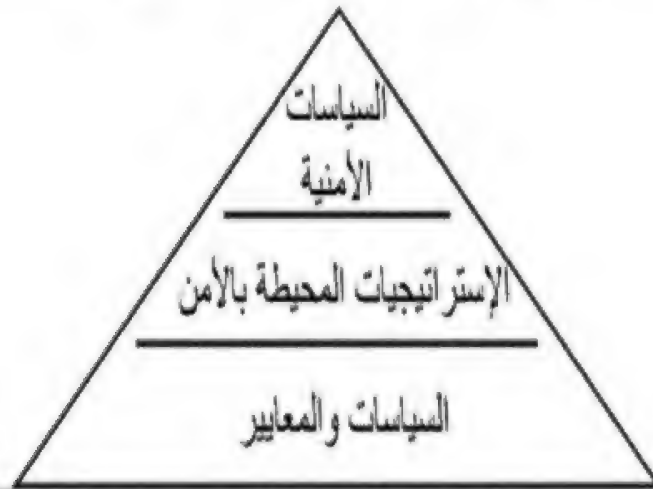 السياسات
الأمنية
الإستراتيجيات المحيطة بالأمن
السياسات والمعايير